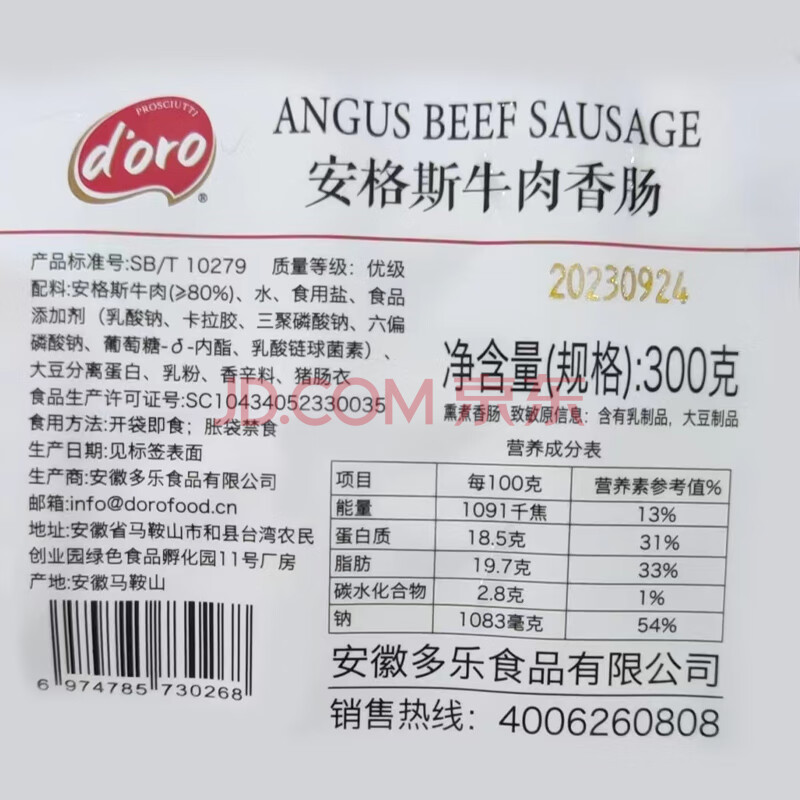 PROSCIUTTI
d'oro
®
ANGUS BEEF SAUSAGE
安格斯牛肉香肠
产品标准号:SB/T 10279 质量等级：优级
配料:安格斯牛肉(≥80%)、水、食用盐、食品
添加剂（乳酸钠、卡拉胶、三聚磷酸钠、六偏
磷酸钠、葡萄糖-δ-内酯、乳酸链球菌素）、
大豆分离蛋白、乳粉、香辛料、猪肠衣
食品生产许可证号:SC10434052330035
食用方法:开袋即食；胀袋禁食
生产日期:见标签表面
生产商:安徽多乐食品有限公司
邮箱:info@dorofood.cn
地址:安徽省马鞍山市和县台湾农民
创业园绿色食品孵化园11号厂房
产地:安徽马鞍山
6 974785 730268
20230924
净含量(规格):300克
熏煮香肠 致敏原信息：含有乳制品，大豆制品
营养成分表
项目 每100克 营养素参考值%
能量 1091千焦 13%
蛋白质 18.5克 31%
脂肪 19.7克 33%
碳水化合物 2.8克 1%
钠 1083毫克 54%
安徽多乐食品有限公司
销售热线：4006260808
JD.COM 京东